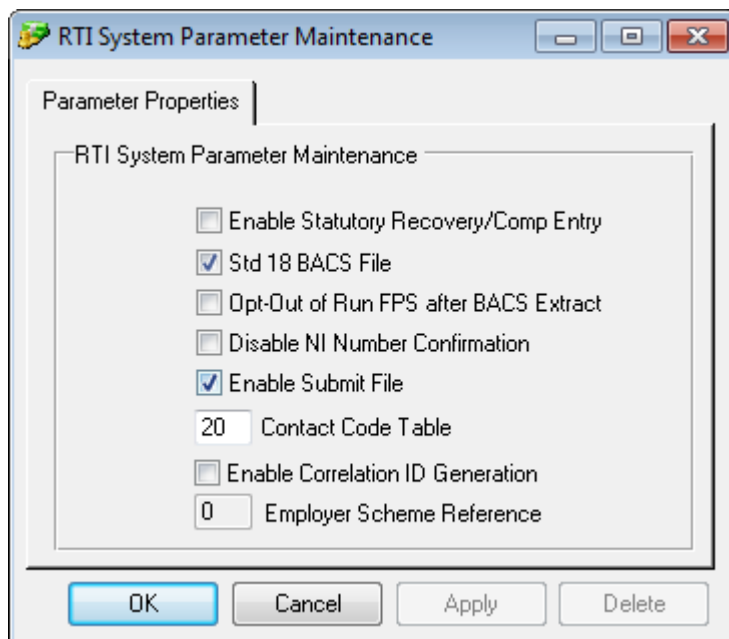 RTI System Parameter Maintenance
Parameter Properties
RTI System Parameter Maintenance
Enable Statutory Recovery/Comp Entry
Std 18 BACS File
Opt-Out of Run FPS after BACS Extract
Disable NI Number Confirmation
Enable Submit File
20 Contact Code Table
Enable Correlation ID Generation
0 Employer Scheme Reference
OK Cancel Apply Delete